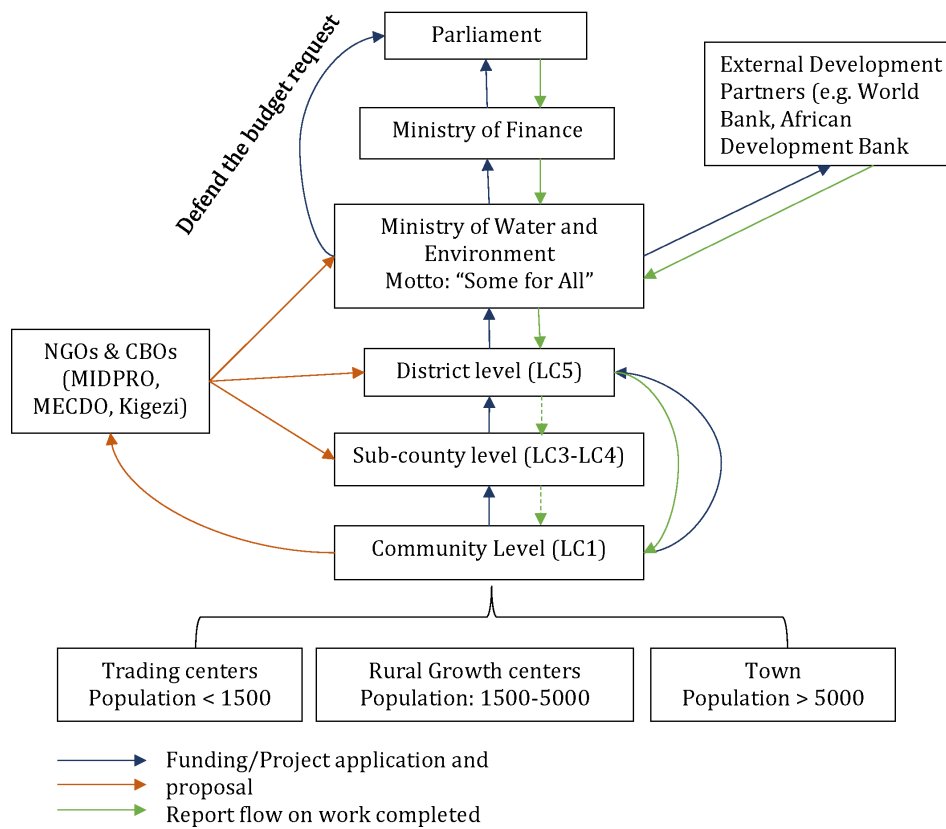 Parliament
Defend the budget request
External Development
Partners (e.g. World
Bank, African
Development Bank
Ministry of Finance
Ministry of Water and
Environment
Motto: “Some for All”
NGOs & CBOs
(MIDPRO,
MECDO, Kigezi)
District level (LC5)
Sub-county level (LC3-LC4)
Community Level (LC1)
Trading centers
Population < 1500
Rural Growth centers
Population: 1500-5000
Town
Population > 5000
Funding/Project application and
proposal
Report flow on work completed